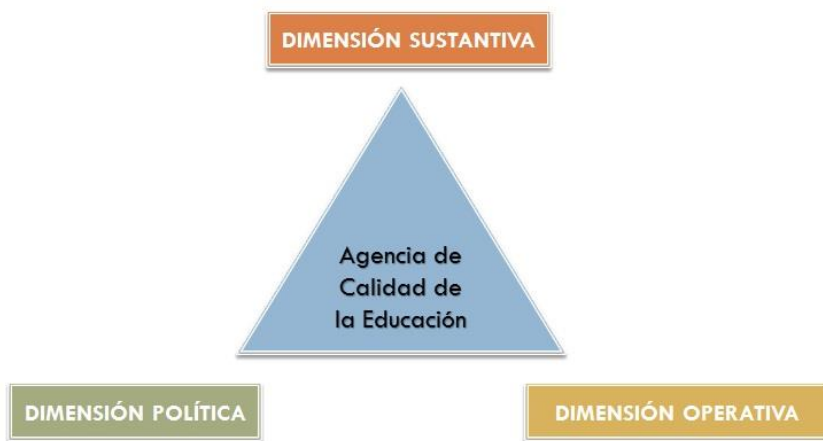 DIMENSIÓN SUSTANTIVA
Agencia de
Calidad de
la Educación
DIMENSIÓN POLÍTICA
DIMENSIÓN OPERATIVA